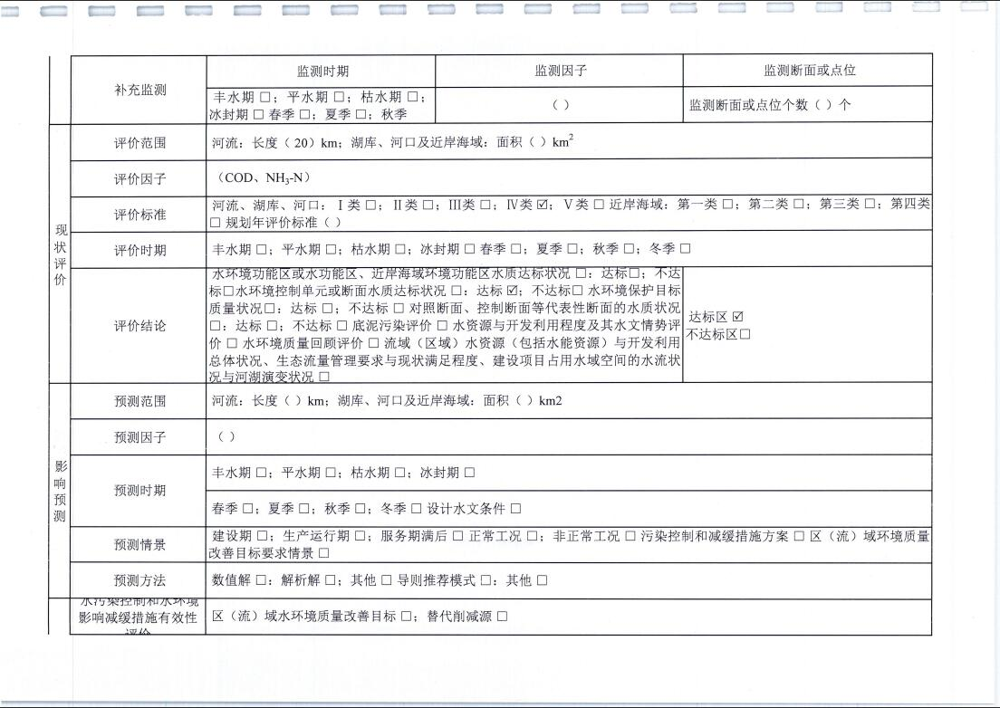 补充监测
监测时期
监测因子
监测断面或点位
丰水期 □；平水期 □；枯水期 □；
冰封期 □ 春季 □；夏季 □；秋季
（ ）
监测断面或点位个数（ ）个
现状评价
评价范围
河流：长度（ 20）km；湖库、河口及近岸海域：面积（ ）km²
评价因子
（COD、NH₃-N）
评价标准
河流、湖库、河口：Ⅰ类 □；Ⅱ类 □；Ⅲ类 □；Ⅳ类 ☑；Ⅴ类 □ 近岸海域：第一类 □；第二类 □；第三类 □；第四类
□ 规划年评价标准（ ）
评价时期
丰水期 □；平水期 □；枯水期 □；冰封期 □ 春季 □；夏季 □；秋季 □；冬季 □
评价结论
水环境功能区或水功能区、近岸海域环境功能区水质达标状况 □：达标□；不达
标□水环境控制单元或断面水质达标状况 □：达标 ☑；不达标□ 水环境保护目标
质量状况□：达标 □；不达标 □ 对照断面、控制断面等代表性断面的水质状况
□：达标 □；不达标 □ 底泥污染评价 □ 水资源与开发利用程度及其水文情势评
价 □ 水环境质量回顾评价 □ 流域（区域）水资源（包括水能资源）与开发利用
总体状况、生态流量管理要求与现状满足程度、建设项目占用水域空间的水流状
况与河湖演变状况 □
达标区 ☑
不达标区□
影响预测
预测范围
河流：长度（ ）km；湖库、河口及近岸海域：面积（ ）km2
预测因子
（ ）
预测时期
丰水期 □；平水期 □；枯水期 □；冰封期 □
春季 □；夏季 □；秋季 □；冬季 □ 设计水文条件 □
预测情景
建设期 □；生产运行期 □；服务期满后 □ 正常工况 □；非正常工况 □ 污染控制和减缓措施方案 □ 区（流）域环境质量
改善目标要求情景 □
预测方法
数值解 □：解析解 □；其他 □ 导则推荐模式 □：其他 □
水污染控制和水环境
影响减缓措施有效性
评价
区（流）域水环境质量改善目标 □；替代削减源 □